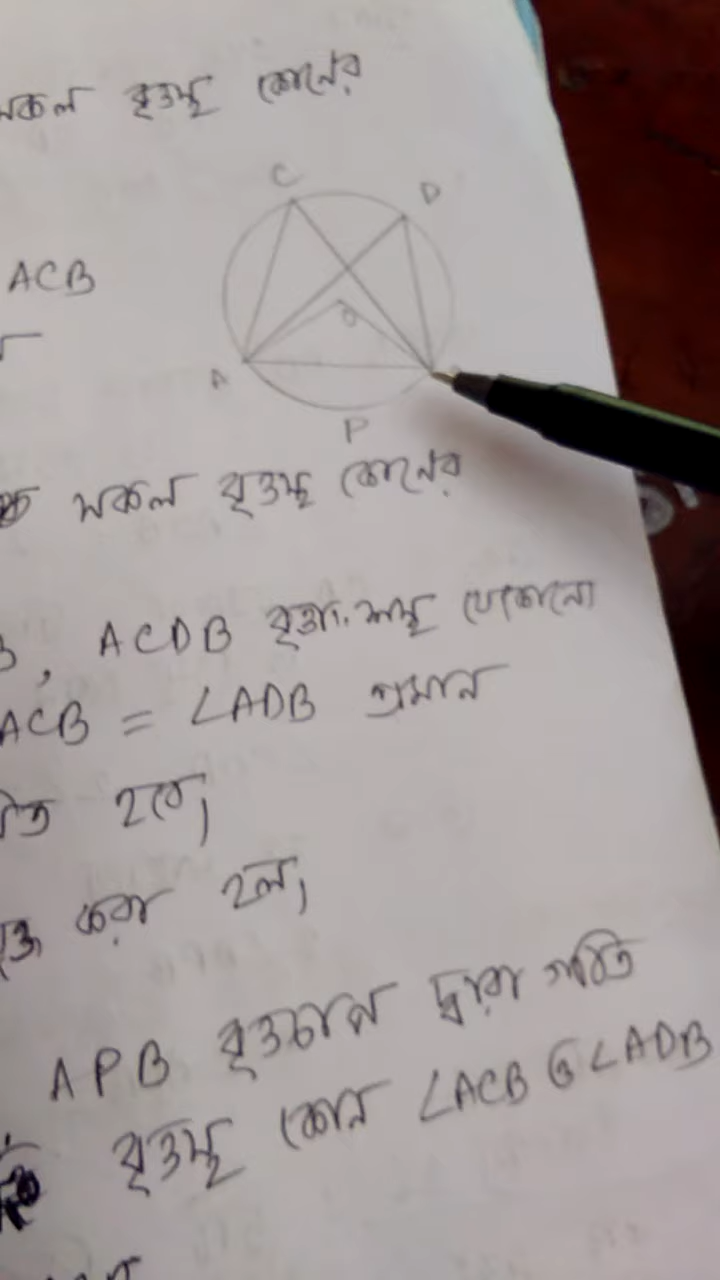 সকল বৃত্তস্থ কোনের
C
D
ACB
O
A
P
সকল বৃত্তস্থ কোনের
, ACDB বৃত্তাংশস্থ যেকোনো
ACB = ∠ADB প্রমান
হবে।
করা হল।
APB বৃত্তচাপ দ্বারা গঠিত
বৃত্তস্থ কোন ∠ACB ও ∠ADB